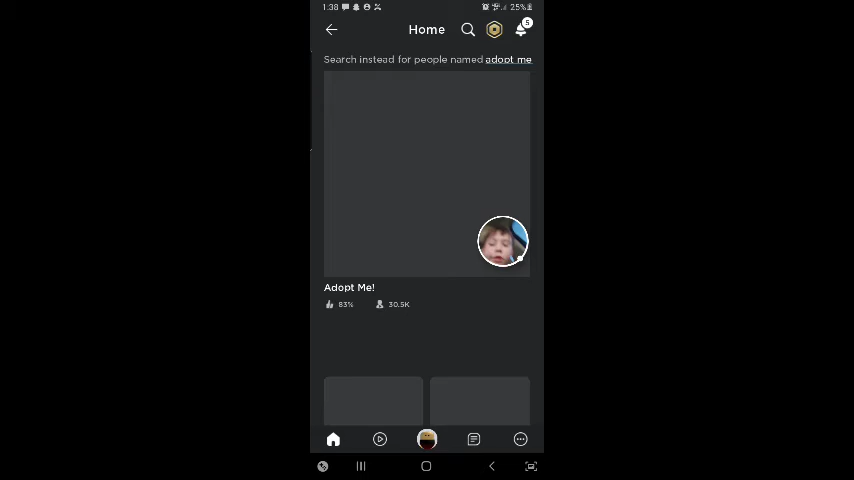 1:38
25%
Home
5
Search instead for people named adopt me
Adopt Me!
83% 30.5K